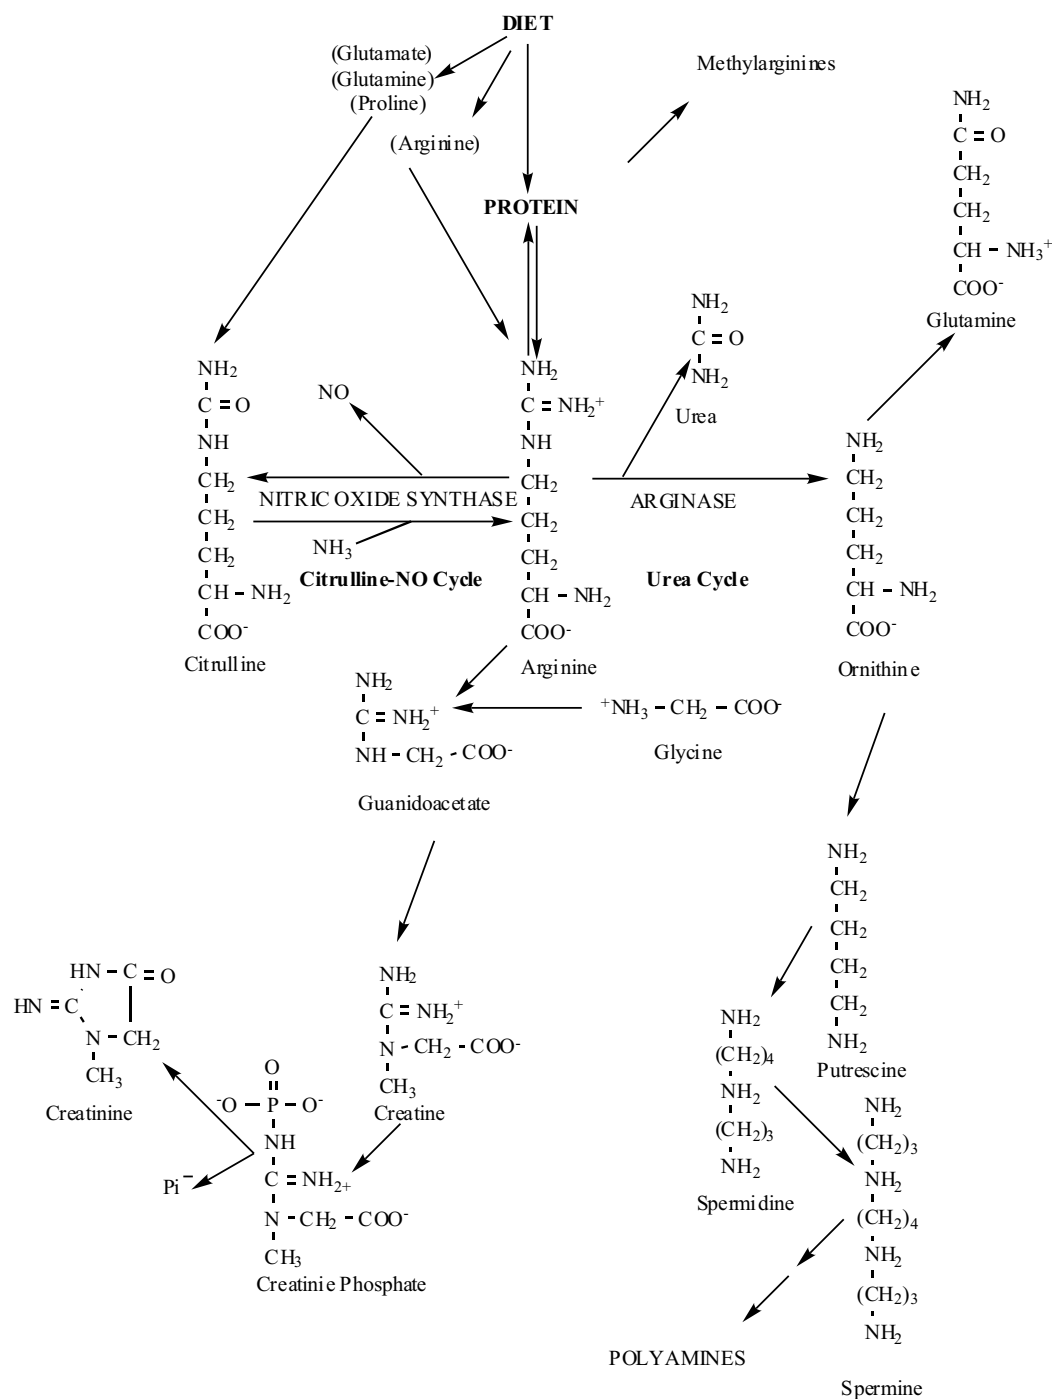 DIET
(Glutamate)
(Glutamine)
(Proline)
(Arginine)
Methylarginines
PROTEIN
NH2
C = O
CH2
CH2
CH – NH3+
COO-
Glutamine
NH2
C = O
NH2
Urea
NH2
C = O
NH
CH2
CH2
CH2
CH – NH2
COO-
Citrulline
NO
NITRIC OXIDE SYNTHASE
NH3
Citrulline-NO Cycle
NH2
C = NH2+
NH
CH2
CH2
CH2
CH – NH2
COO-
Arginine
ARGINASE
Urea Cycle
NH2
CH2
CH2
CH2
CH – NH2
COO-
Ornithine
NH2
C = NH2+
NH – CH2 – COO-
Guanidoacetate
+NH3 – CH2 – COO-
Glycine
NH2
CH2
CH2
CH2
CH2
NH2
Putrescine
HN – C = O
HN = C
N – CH2
CH3
Creatinine
NH2
C = NH2+
N – CH2 – COO-
CH3
Creatine
O
-O – P – O-
NH
C = NH2+
N – CH2 – COO-
CH3
Creatinie Phosphate
Pi–
NH2
(CH2)4
NH2
(CH2)3
NH2
Spermidine
NH2
(CH2)3
NH2
(CH2)4
NH2
(CH2)3
NH2
Spermine
POLYAMINES